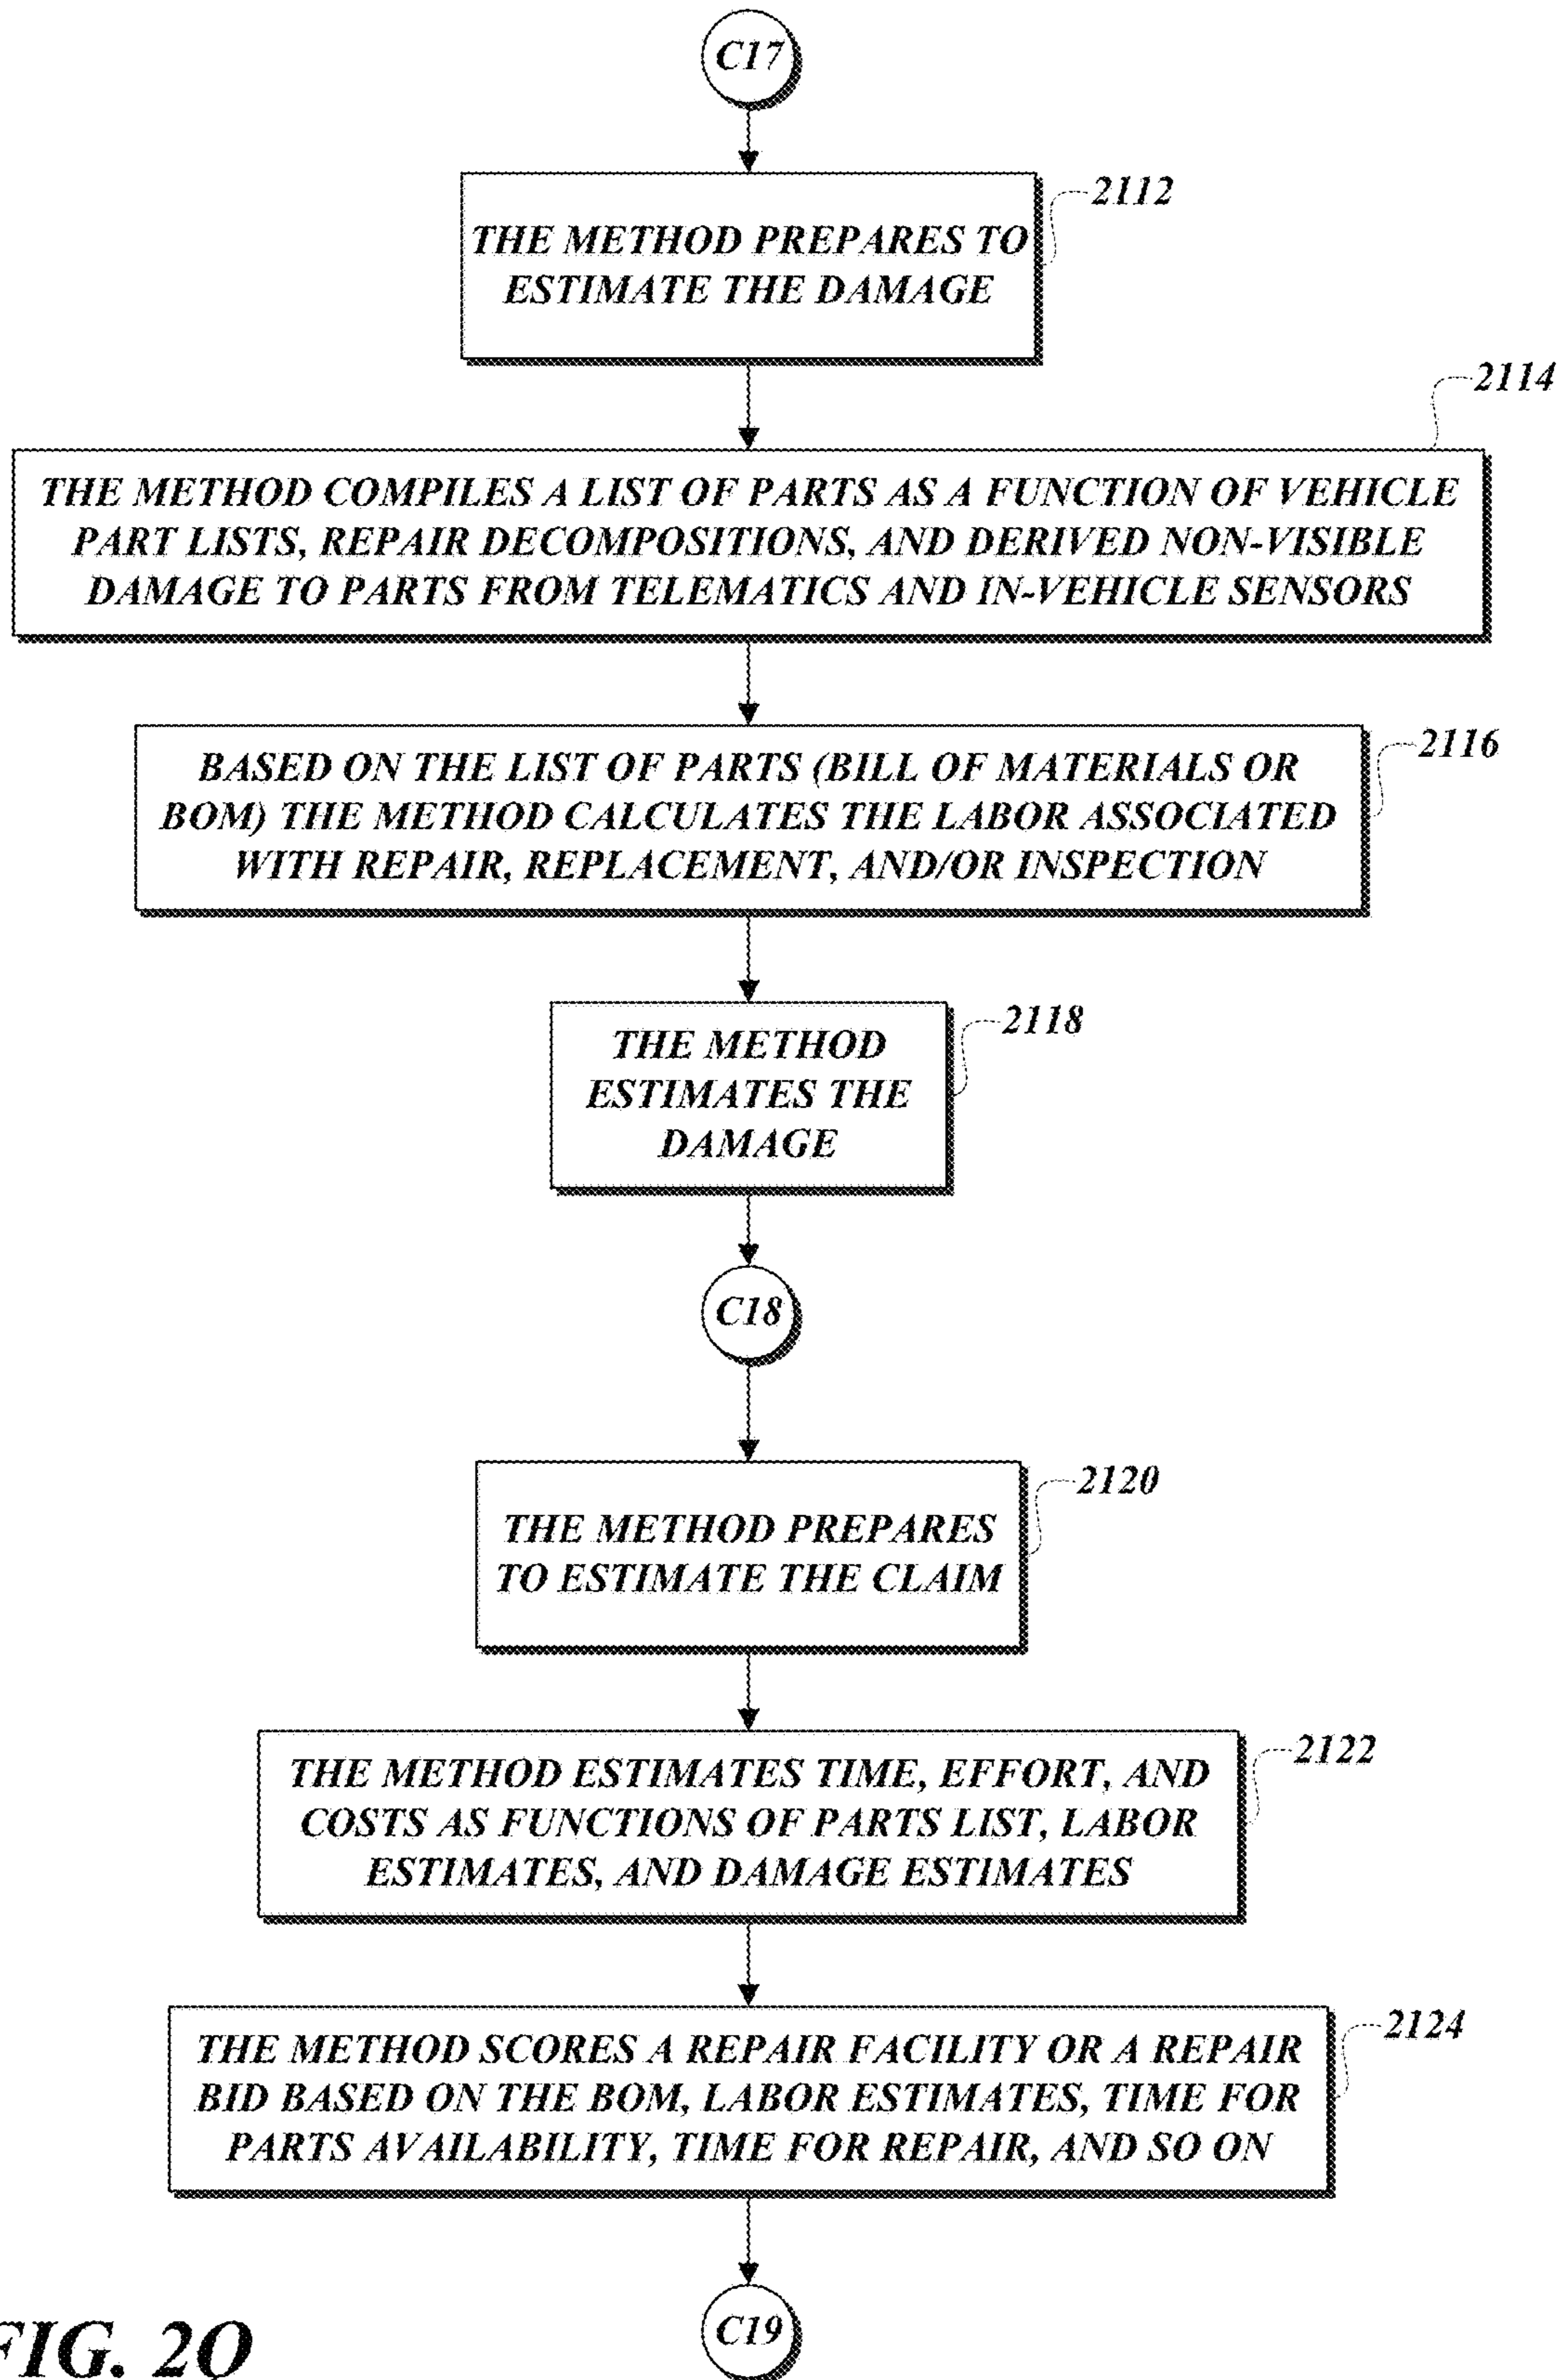 C17
2112
THE METHOD PREPARES TO
ESTIMATE THE DAMAGE
2114
THE METHOD COMPILES A LIST OF PARTS AS A FUNCTION OF VEHICLE
PART LISTS, REPAIR DECOMPOSITIONS, AND DERIVED NON-VISIBLE
DAMAGE TO PARTS FROM TELEMATICS AND IN-VEHICLE SENSORS
2116
BASED ON THE LIST OF PARTS (BILL OF MATERIALS OR
BOM) THE METHOD CALCULATES THE LABOR ASSOCIATED
WITH REPAIR, REPLACEMENT, AND/OR INSPECTION
2118
THE METHOD
ESTIMATES THE
DAMAGE
C18
2120
THE METHOD PREPARES
TO ESTIMATE THE CLAIM
2122
THE METHOD ESTIMATES TIME, EFFORT, AND
COSTS AS FUNCTIONS OF PARTS LIST, LABOR
ESTIMATES, AND DAMAGE ESTIMATES
2124
THE METHOD SCORES A REPAIR FACILITY OR A REPAIR
BID BASED ON THE BOM, LABOR ESTIMATES, TIME FOR
PARTS AVAILABILITY, TIME FOR REPAIR, AND SO ON
C19
FIG. 2O